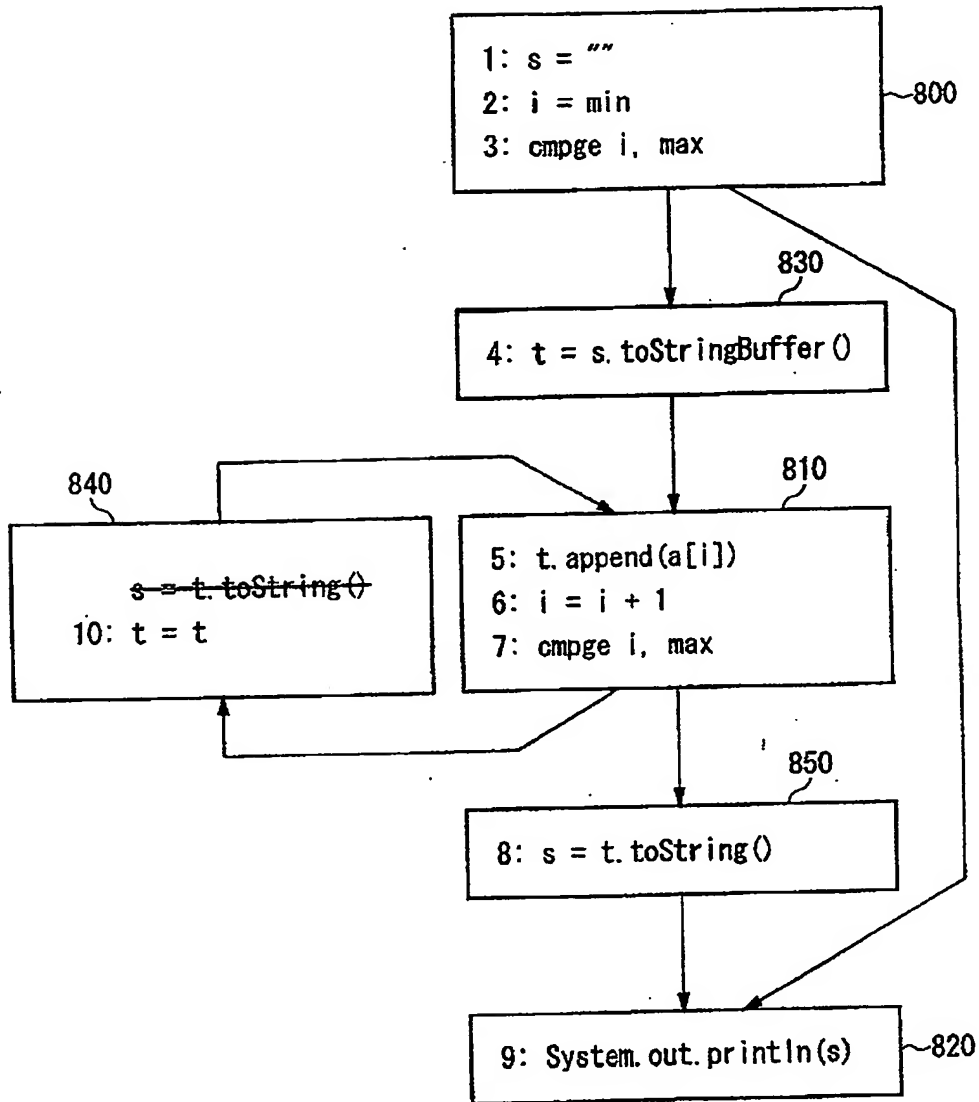 1: s = ""
2: i = min
3: cmpge i, max
800
830
4: t = s.toStringBuffer()
840
s = t.toString()
10: t = t
810
5: t.append(a[i])
6: i = i + 1
7: cmpge i, max
850
8: s = t.toString()
9: System.out.println(s)
820